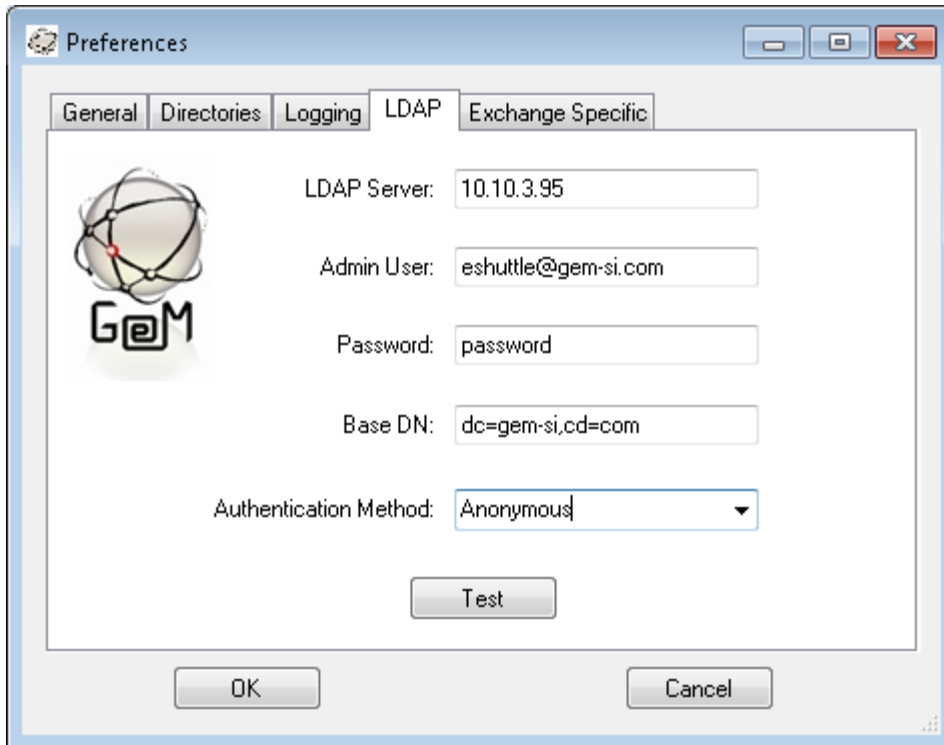 Preferences
General Directories Logging LDAP Exchange Specific
G@M
LDAP Server: 10.10.3.95
Admin User: eshuttle@gem-si.com
Password: password
Base DN: dc=gem-si,cd=com
Authentication Method: Anonymous
Test
OK Cancel